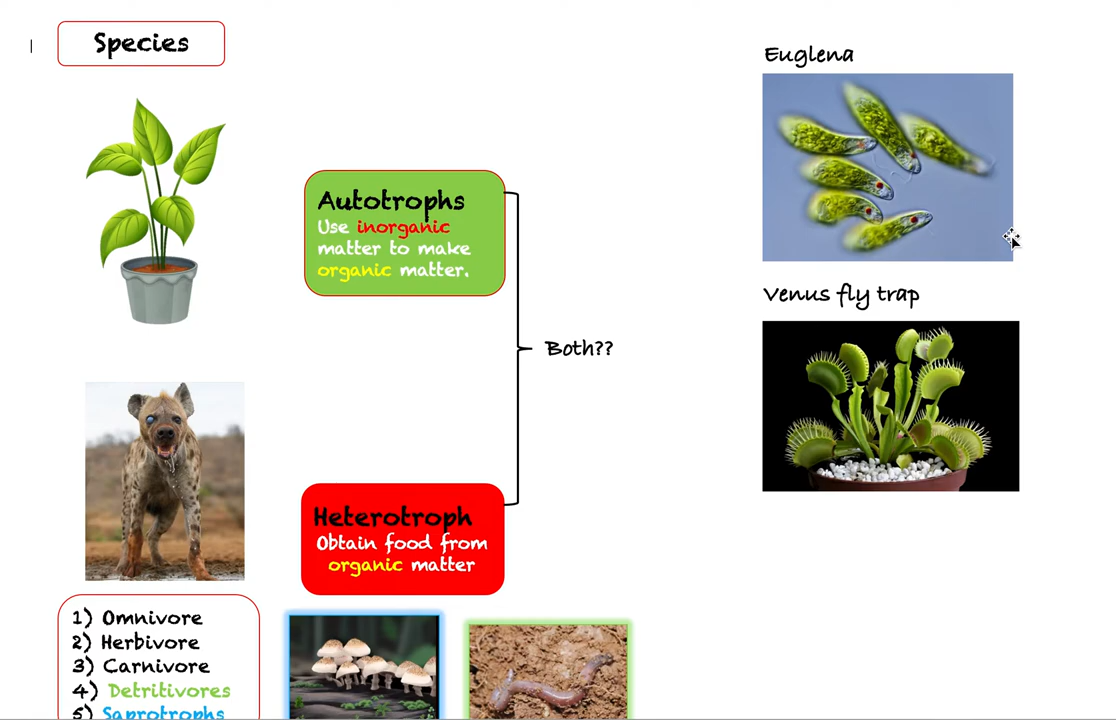 Species
Euglena
Autotrophs
Use inorganic
matter to make
organic matter.
Venus fly trap
Both??
Heterotroph
Obtain food from
organic matter
1) Omnivore
2) Herbivore
3) Carnivore
4) Detritivores
5) Saprotrophs